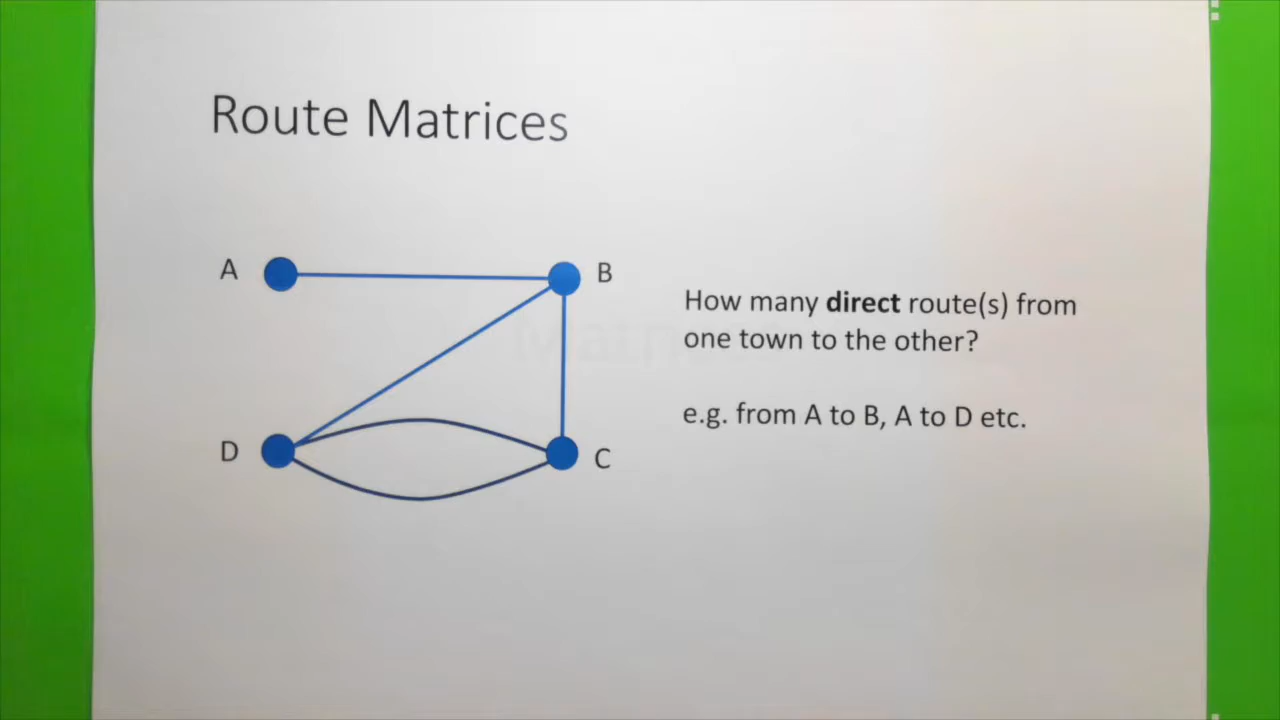 Route Matrices
A
B
How many direct route(s) from
one town to the other?
e.g. from A to B, A to D etc.
D
C